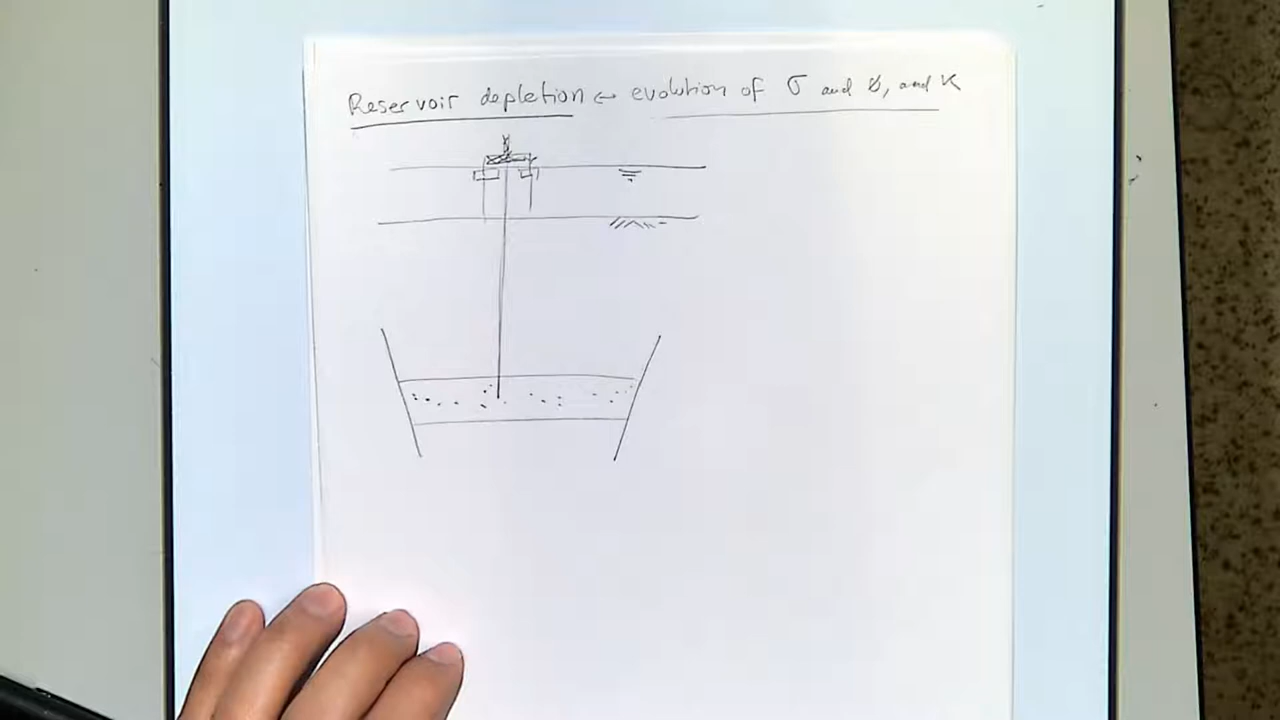 Reservoir depletion ↔ evolution of σ and ϕ, and k